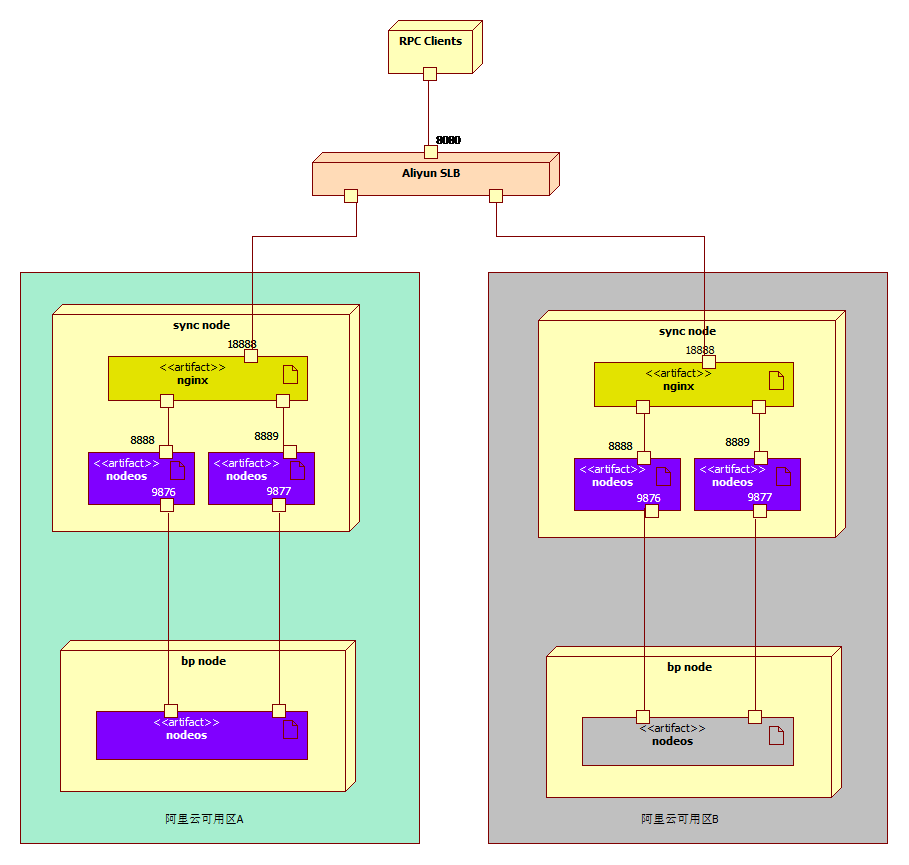 RPC Clients
Aliyun SLB
sync node
18888
<<artifact>>
nginx
8888
8889
<<artifact>>
nodeos
9876
<<artifact>>
nodeos
9877
bp node
<<artifact>>
nodeos
阿里云可用区A
sync node
18888
<<artifact>>
nginx
8888
8889
<<artifact>>
nodeos
9876
<<artifact>>
nodeos
9877
bp node
<<artifact>>
nodeos
阿里云可用区B